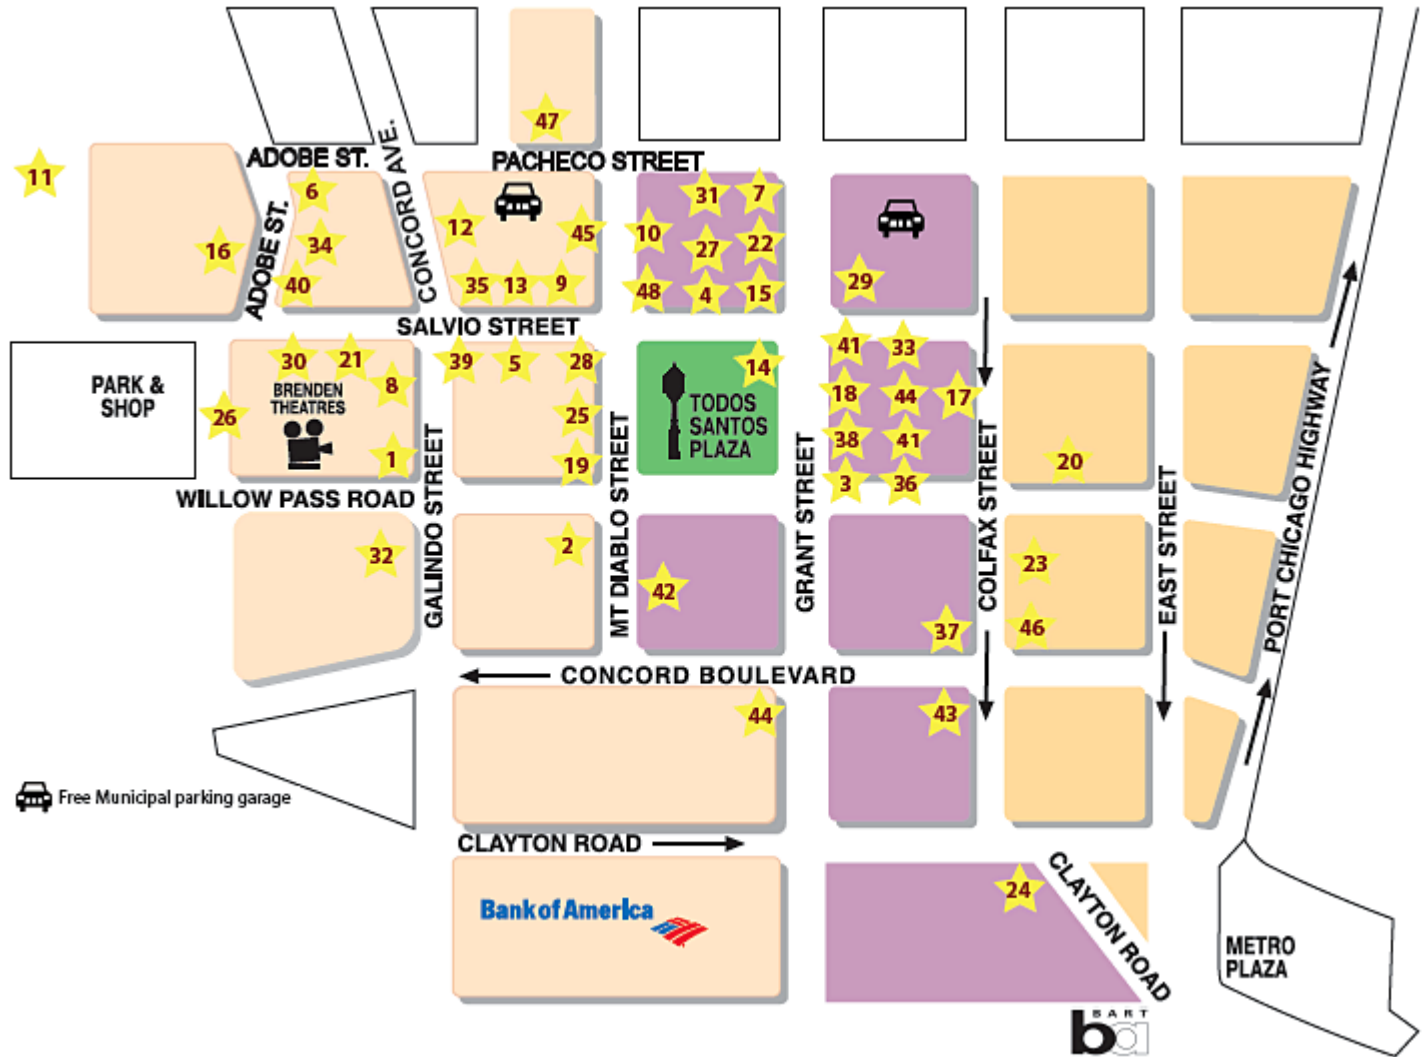 47
ADOBE ST.
CONCORD AVE.
PACHECO STREET
11
6
31
7
12
45
10
16
ADOBE ST.
34
27
22
40
35
13
9
48
4
15
29
SALVIO STREET
30
21
39
5
28
14
41
33
PARK &
SHOP
26
BRENDEN
THEATRES
8
1
25
19
TODOS
SANTOS
PLAZA
18
44
17
38
41
3
36
20
WILLOW PASS ROAD
GALINDO STREET
MT DIABLO STREET
GRANT STREET
COLFAX STREET
EAST STREET
PORT CHICAGO HIGHWAY
32
2
42
37
23
46
CONCORD BOULEVARD
44
43
Free Municipal parking garage
CLAYTON ROAD
Bank of America
24
CLAYTON ROAD
METRO
PLAZA
BART
ba